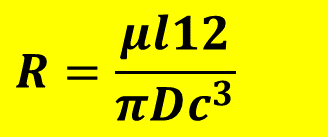 R = μl12 / πDc³